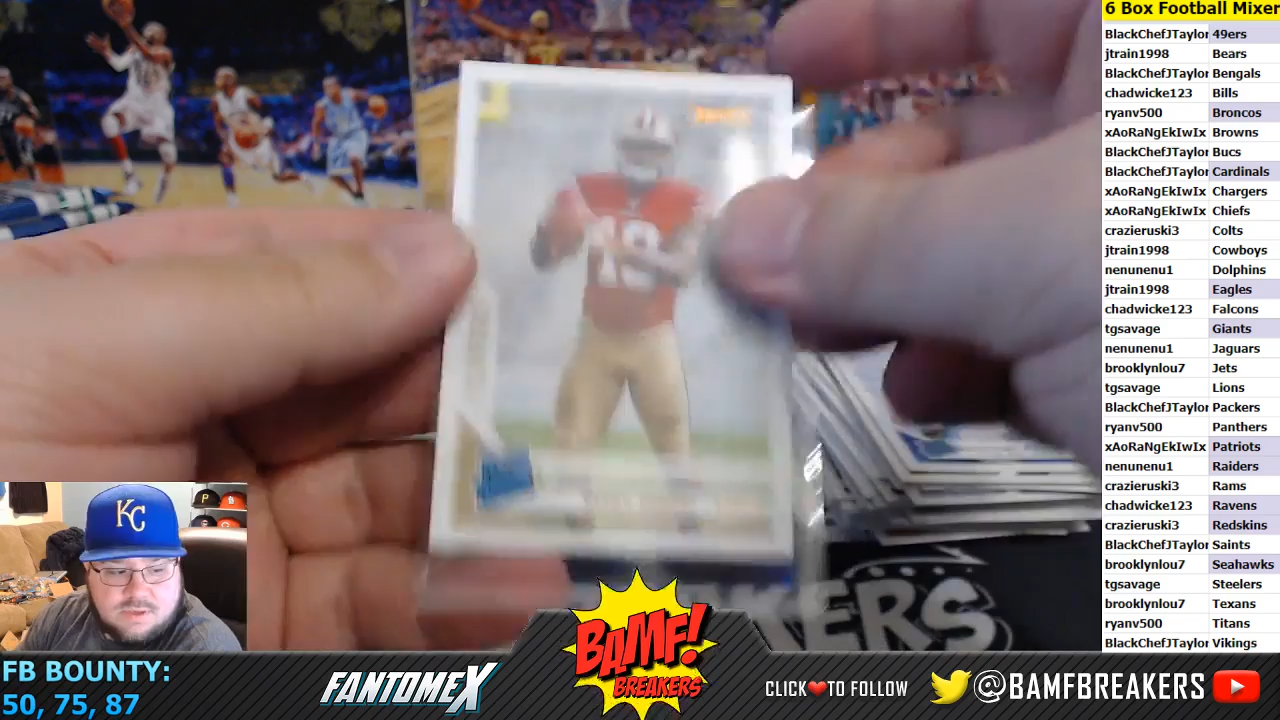 6 Box Football Mixer
BlackChefJTaylor 49ers
jtrain1998 Bears
BlackChefJTaylor Bengals
chadwicke123 Bills
ryanv500 Broncos
xAoRaNgEkIwIx Browns
BlackChefJTaylor Bucs
BlackChefJTaylor Cardinals
xAoRaNgEkIwIx Chargers
xAoRaNgEkIwIx Chiefs
crazieruski3 Colts
jtrain1998 Cowboys
nenunenu1 Dolphins
jtrain1998 Eagles
chadwicke123 Falcons
tgsavage Giants
nenunenu1 Jaguars
brooklynlou7 Jets
tgsavage Lions
BlackChefJTaylor Packers
ryanv500 Panthers
xAoRaNgEkIwIx Patriots
nenunenu1 Raiders
crazieruski3 Rams
chadwicke123 Ravens
crazieruski3 Redskins
BlackChefJTaylor Saints
brooklynlou7 Seahawks
tgsavage Steelers
brooklynlou7 Texans
ryanv500 Titans
BlackChefJTaylor Vikings
KC
KERS
FB BOUNTY:
50, 75, 87
FANTOMEX
BAMF!
BREAKERS
CLICK TO FOLLOW
@BAMFBREAKERS